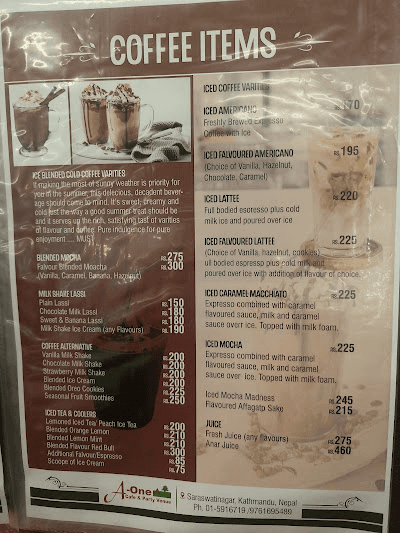 COFFEE ITEMS
ICE BLENDED COLD COFFEE VARITIES
If making the most of sunny weather is priority for
you in the summer, this delicious, decadent bever-
age should come to mind. It's sweet, dreamy and
cold just the way a good summer treat should be
and it serves up the rich, satisfying tast of varities
of flavour and coffee. Pure indulgence for pure
enjoyment .... MUST
BLENDED MOCHA RS.275
Falvour Blended Moacha RS.300
(Vanilla, Caramel, Banana, Hazelnut)
MILK SHAKE LASSI
Plain Lassi RS.150
Chocolate Milk Lassi RS.180
Sweet & Banana Lassi RS.180
Milk Shake Ice Cream (any Flavours) RS.190
COFFEE ALTERNATIVE
Vanilla Milk Shake RS.200
Chocolate Milk Shake RS.200
Strawberry Milk Shake RS.200
Blended Ice Cream RS.200
Blended Oreo Cookies RS.225
Seasonal Fruit Smoothies RS.250
ICED TEA & COOLERS
Lemoned Iced Tea/ Peach Ice Tea RS.200
Blended Orange Lemon RS.210
Blended Lemon Mint RS.210
Blended Flavour Red Bull RS.300
Additional Falvour/Espresso RS.85
Scoope of Ice Cream RS.75
ICED COFFEE VARITIES
ICED AMERICANO RS.170
Freshly Brewed Expresso
Coffee with Ice
ICED FALVOURED AMERICANO RS.195
(Choice of Vanilla, Hazelnut,
Chocolate, Caramel)
ICED LATTEE RS.220
Full bodied esoresso plus cold
milk ice and poured over ice
ICED FALVOURED LATTEE RS.225
(Choice of Vanilla, hazelnut, cookies)
ull bodied espresso plus cold milk and
poured over ice with addition of flavour of choice.
ICED CARAMEL MACCHIATO RS.225
Expresso combined with caramel
flavoured sauce, milk and caramel
sauce overr ice. Topped with milk foam.
ICED MOCHA RS.225
Expresso combined with caramel
flavoured sauce, milk and caramel
sauce over ice. Topped with milk foam.
Iced Mocha Madness RS.245
Flavoured Affagatp Sake RS.215
JUICE
Fresh Juice (any flavours) RS.275
Anar Juice RS.460
A-One
Cafe & Party Venue
Saraswatinagar, Kathmandu, Nepal
Ph. 01-5916719 /9761695489